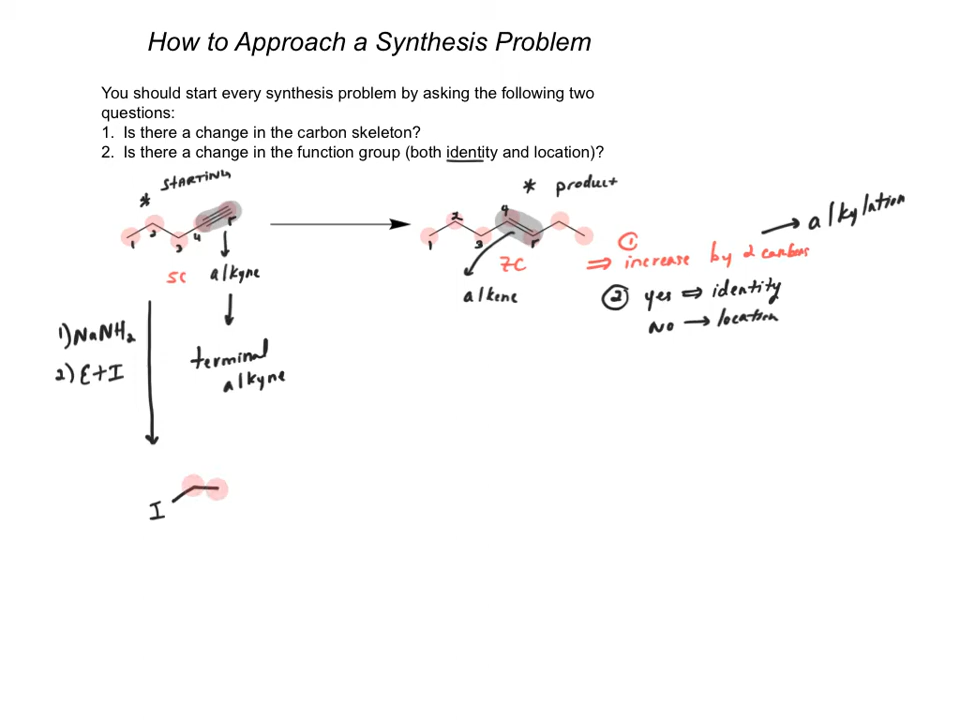 How to Approach a Synthesis Problem
You should start every synthesis problem by asking the following two
questions:
1. Is there a change in the carbon skeleton?
2. Is there a change in the function group (both identity and location)?
* STARTING
* product
1 2 3 4 5
1 2 3 4 5
5C alkyne
7C
alkene
① ⇒ increase by 2 carbons → alkylation
② yes ⇒ identity
No → location
terminal
alkyne
1) NaNH2
2) EtI
I